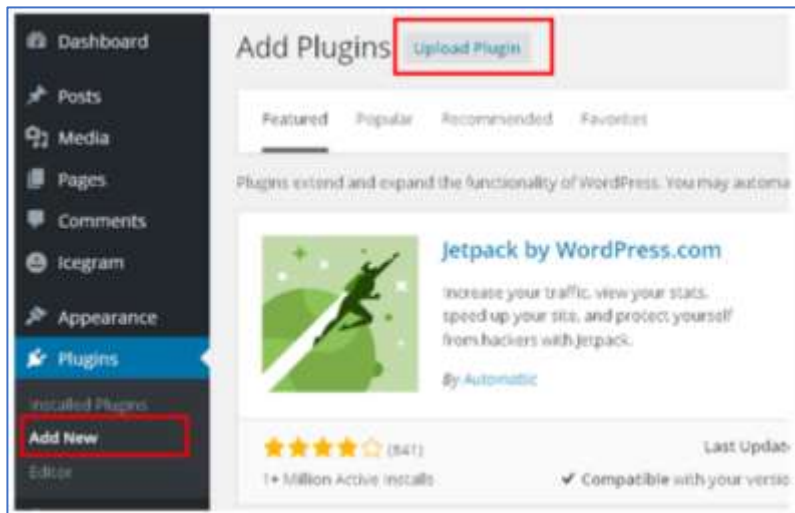 Dashboard
Posts
Media
Pages
Comments
Icegram
Appearance
Plugins
Installed Plugins
Add New
Editor
Add Plugins Upload Plugin
Featured Popular Recommended Favorites
Plugins extend and expand the functionality of WordPress. You may automa
Jetpack by WordPress.com
Increase your traffic, view your stats,
speed up your site, and protect yourself
from hackers with Jetpack.
By Automattic
(841)
1+ Million Active Installs
Last Updat
Compatible with your versio